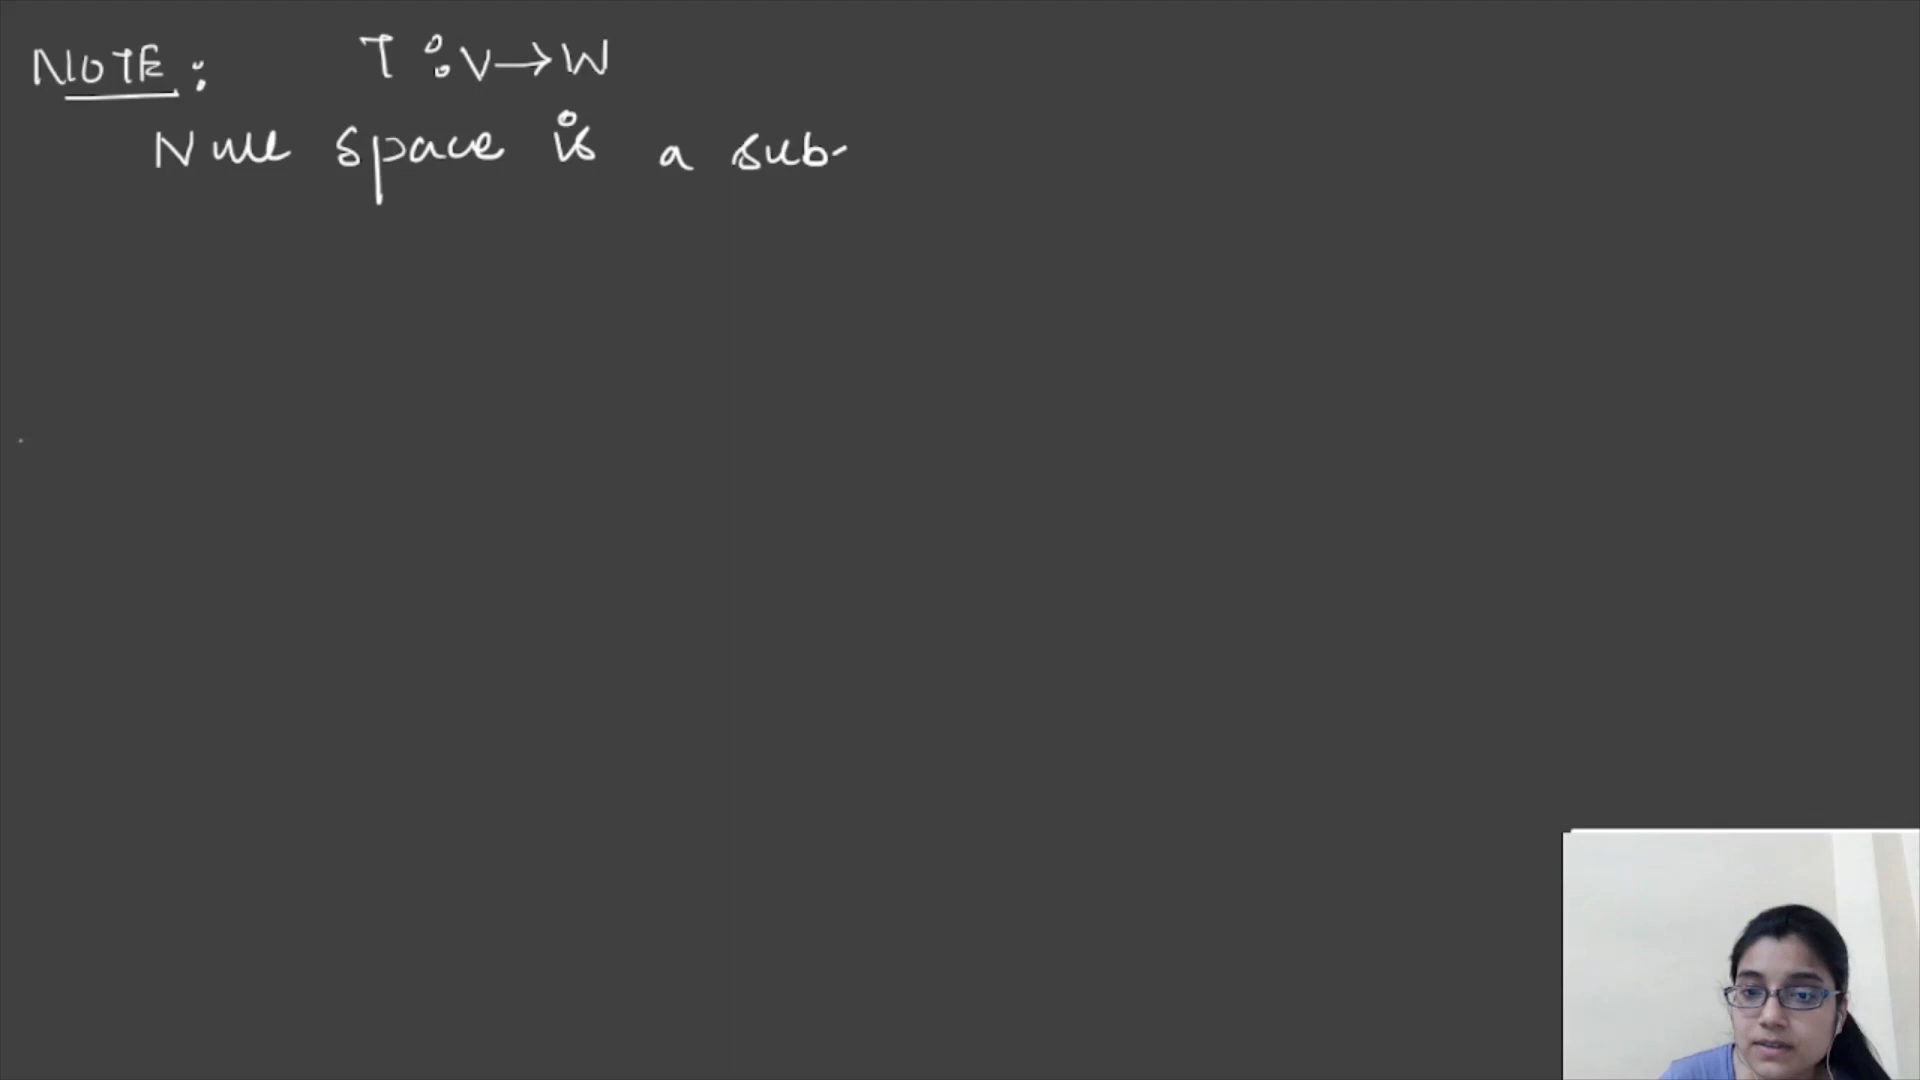 NOTE : T : V → W
Null space is a sub-